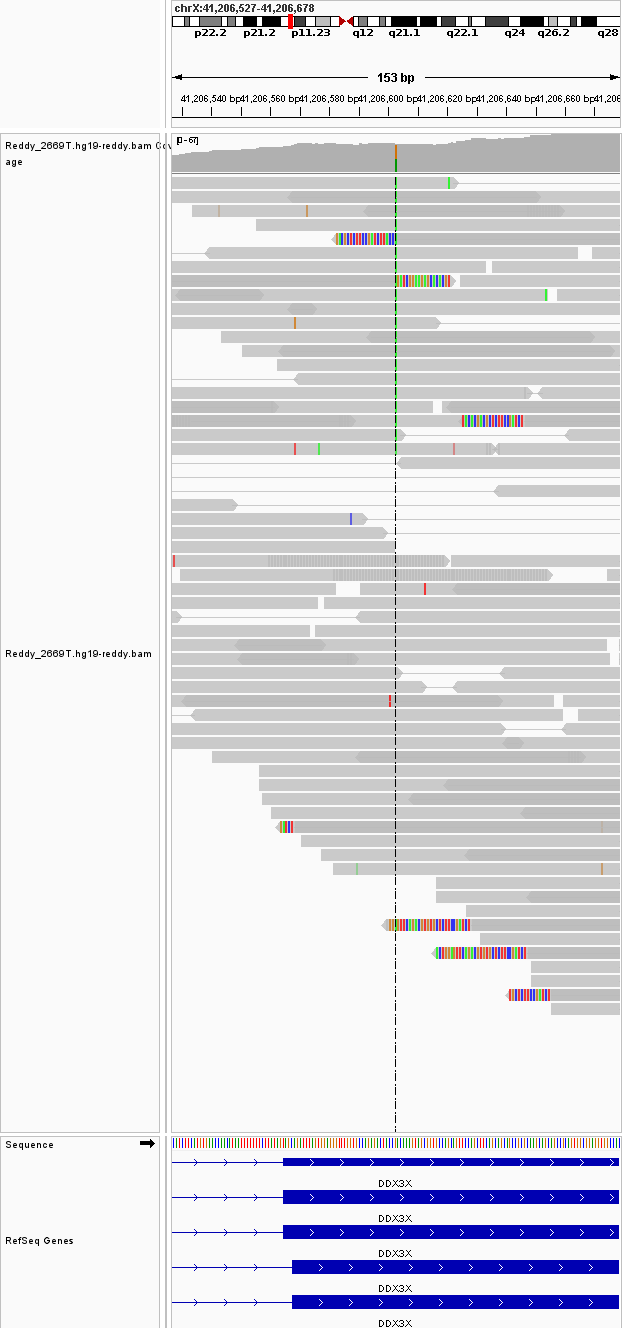 chrX:41,206,527-41,206,678
p22.2 p21.2 p11.23 q12 q21.1 q22.1 q24 q26.2 q28
153 bp
41,206,540 bp 41,206,560 bp 41,206,580 bp 41,206,600 bp 41,206,620 bp 41,206,640 bp 41,206,660 bp 41,206
Reddy_2669T.hg19-reddy.bam Cov
age
[0 - 67]
Reddy_2669T.hg19-reddy.bam
Sequence
DDX3X
DDX3X
RefSeq Genes
DDX3X
DDX3X
DDX3X